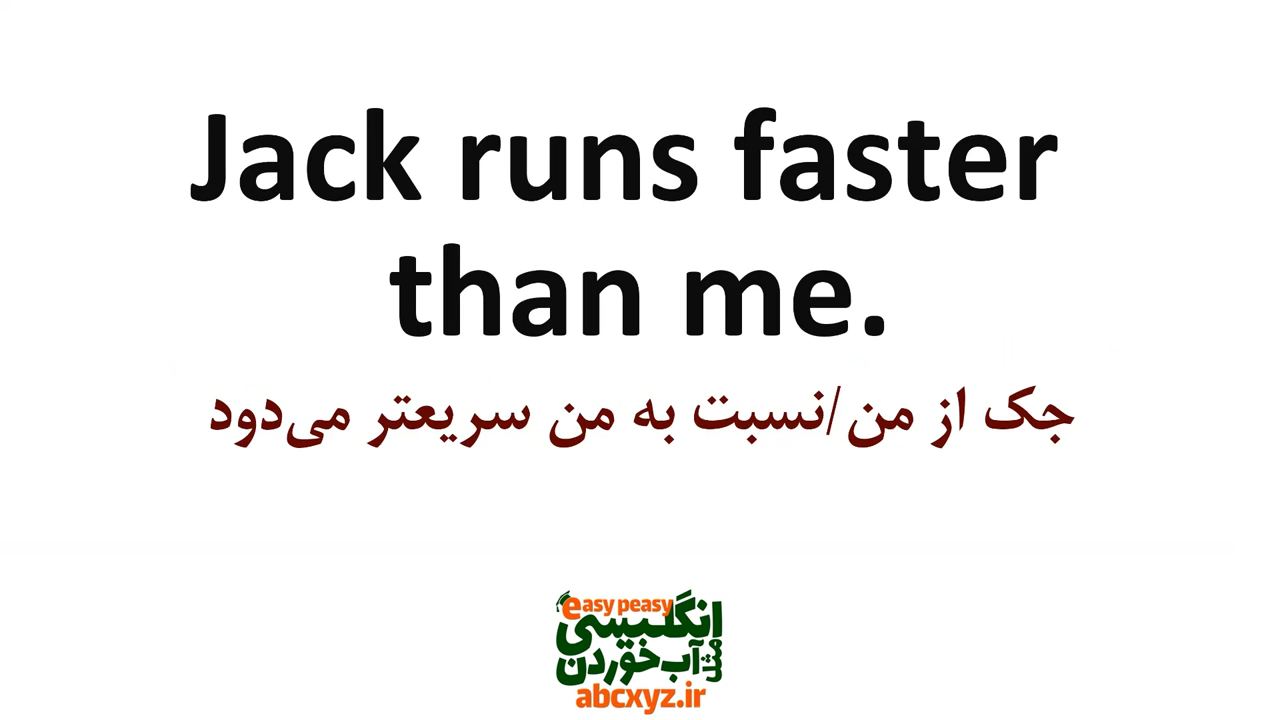 Jack runs faster
than me.
جک از من/نسبت به من سریعتر می‌دود
easy peasy
انگلیسی
مثل آب خوردن
abcxyz.ir